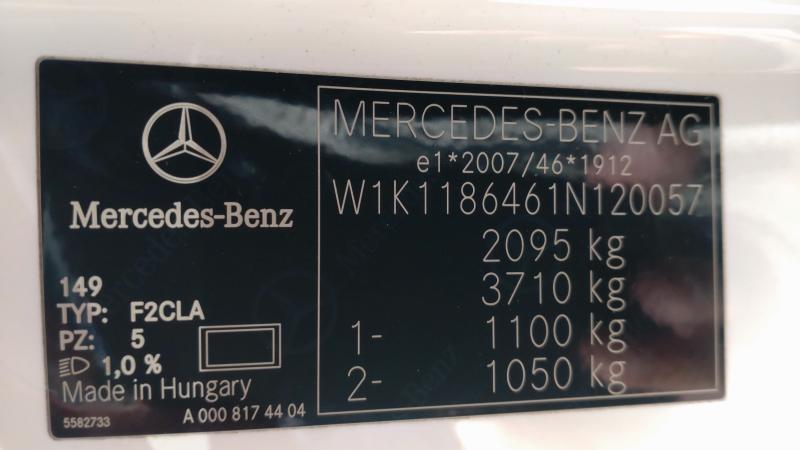 Mercedes-Benz
149
TYP: F2CLA
PZ: 5
1,0 %
Made in Hungary
5582733
A 000 817 44 04
MERCEDES-BENZ AG
e1*2007/46*1912
W1K1186461N120057
2095 kg
3710 kg
1- 1100 kg
2- 1050 kg